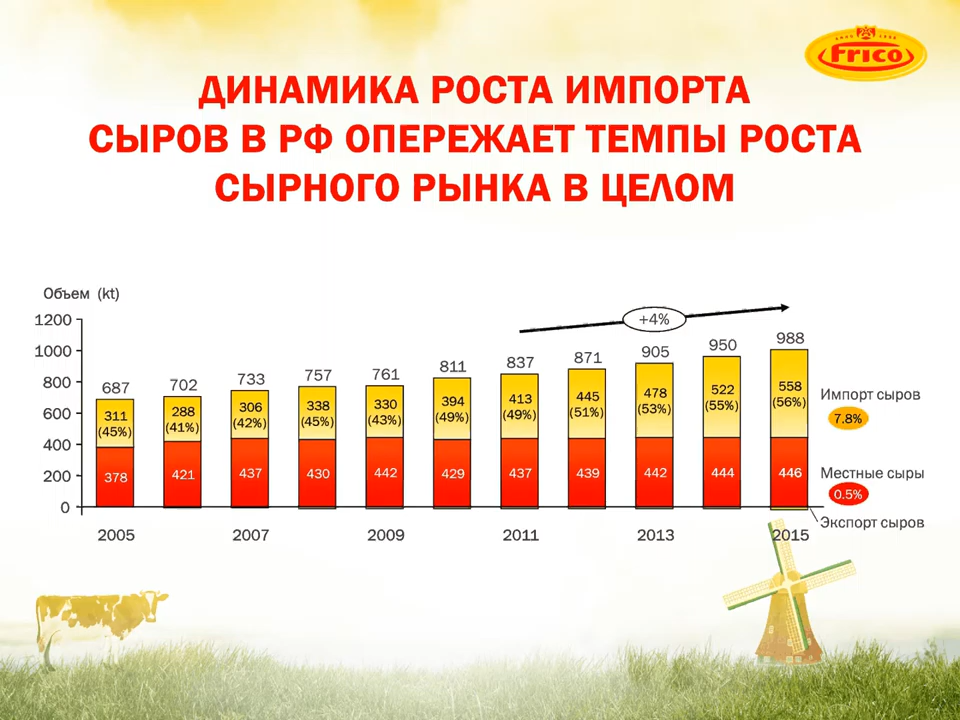 Frico
ДИНАМИКА РОСТА ИМПОРТА
СЫРОВ В РФ ОПЕРЕЖАЕТ ТЕМПЫ РОСТА
СЫРНОГО РЫНКА В ЦЕЛОМ
Объем (kt)
+4%
1200
1000
800
600
400
200
0
687 702 733 757 761 811 837 871 905 950 988
311 288 306 338 330 394 413 445 478 522 558
(45%) (41%) (42%) (45%) (43%) (49%) (49%) (51%) (53%) (55%) (56%)
378 421 437 430 442 429 437 439 442 444 446
Импорт сыров
7.8%
Местные сыры
0.5%
Экспорт сыров
2005 2007 2009 2011 2013 2015